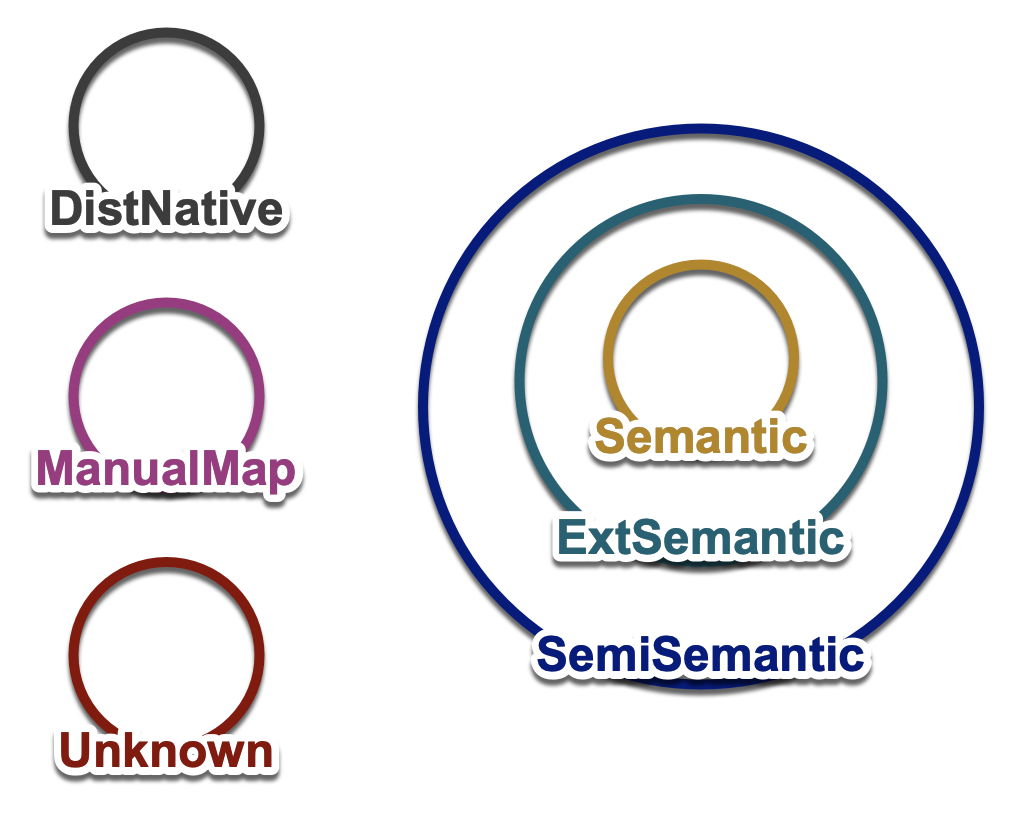 DistNative
ManualMap
Unknown
Semantic
ExtSemantic
SemiSemantic